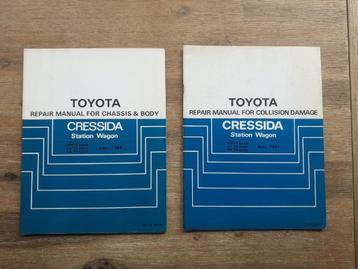 TOYOTA
REPAIR MANUAL FOR CHASSIS & BODY
CRESSIDA
Station Wagon
TOYOTA
REPAIR MANUAL FOR COLLISION DAMAGE
CRESSIDA
Station Wagon